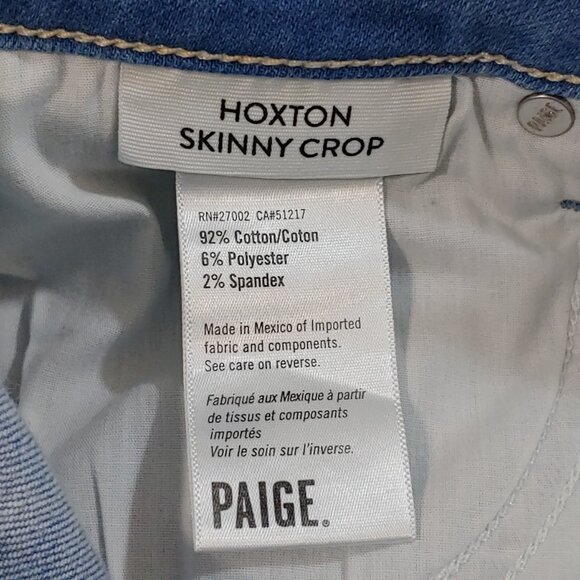 HOXTON
SKINNY CROP
PAIGE
RN#27002 CA#51217
92% Cotton/Coton
6% Polyester
2% Spandex
Made in Mexico of Imported
fabric and components.
See care on reverse.
Fabriqué aux Mexique à partir
de tissus et composants
importés
Voir le soin sur l'inverse.
PAIGE®